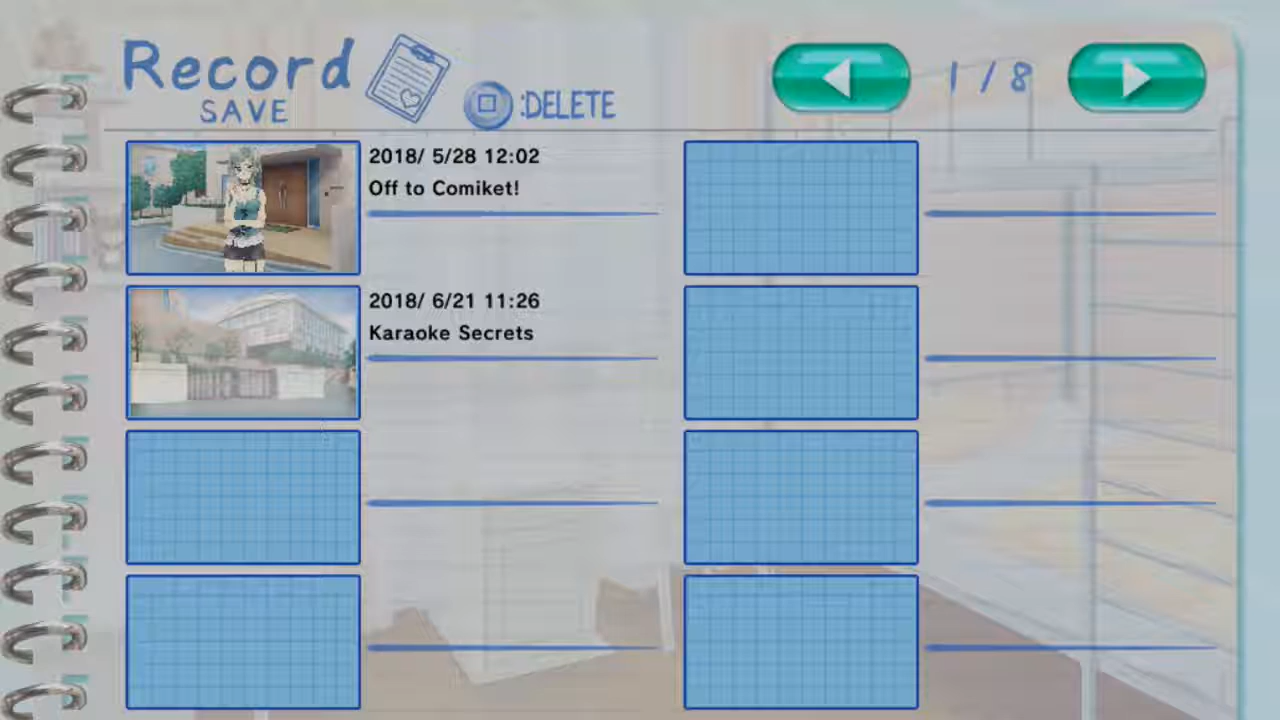 Record
SAVE
:DELETE
1/8
2018/ 5/28 12:02
Off to Comiket!
2018/ 6/21 11:26
Karaoke Secrets